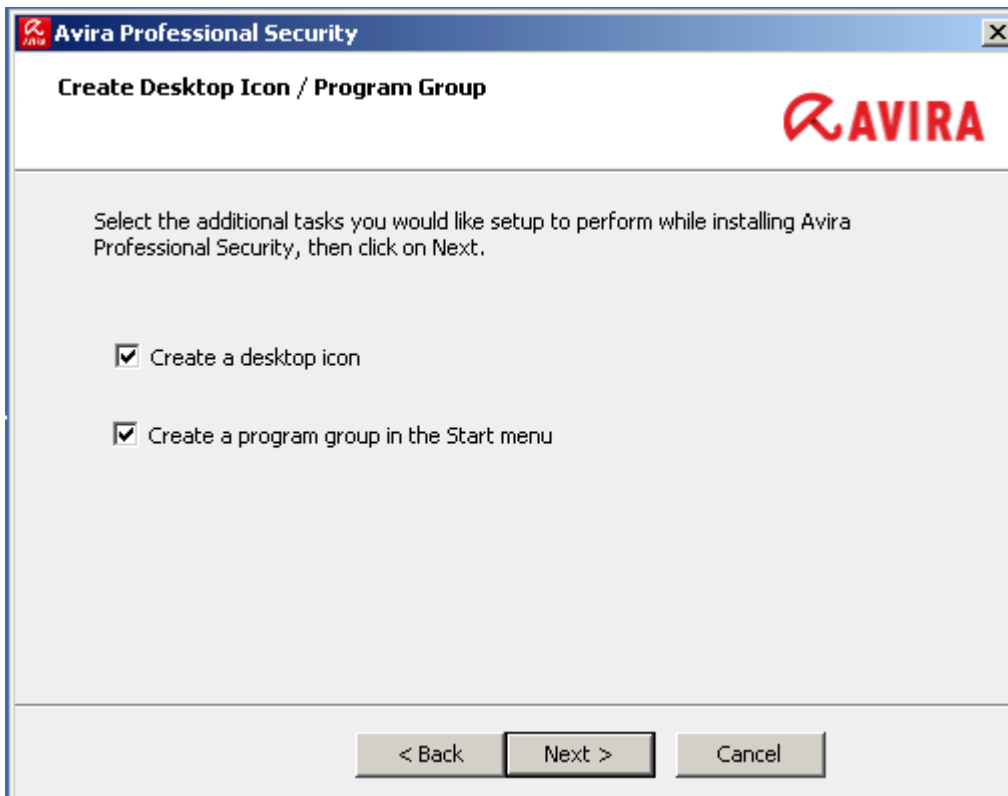 Avira Professional Security
Create Desktop Icon / Program Group
AVIRA
Select the additional tasks you would like setup to perform while installing Avira
Professional Security, then click on Next.
Create a desktop icon
Create a program group in the Start menu
< Back
Next >
Cancel